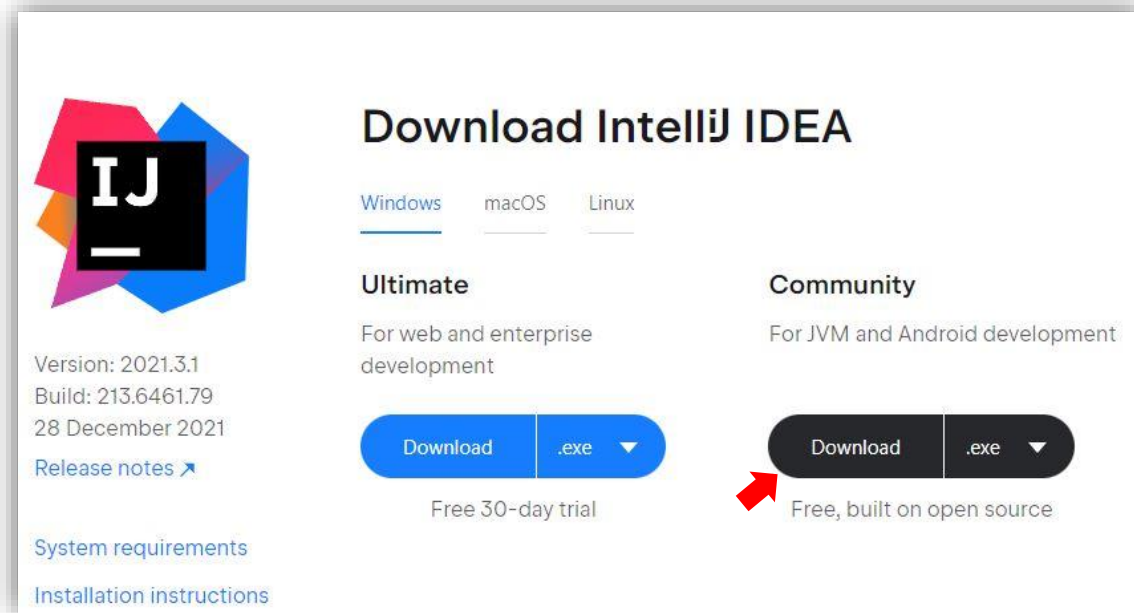 IJ
Version: 2021.3.1
Build: 213.6461.79
28 December 2021
Release notes ↗
System requirements
Installation instructions
Download IntelliJ IDEA
Windows macOS Linux
Ultimate
For web and enterprise
development
Download .exe
Free 30-day trial
Community
For JVM and Android development
Download .exe
Free, built on open source